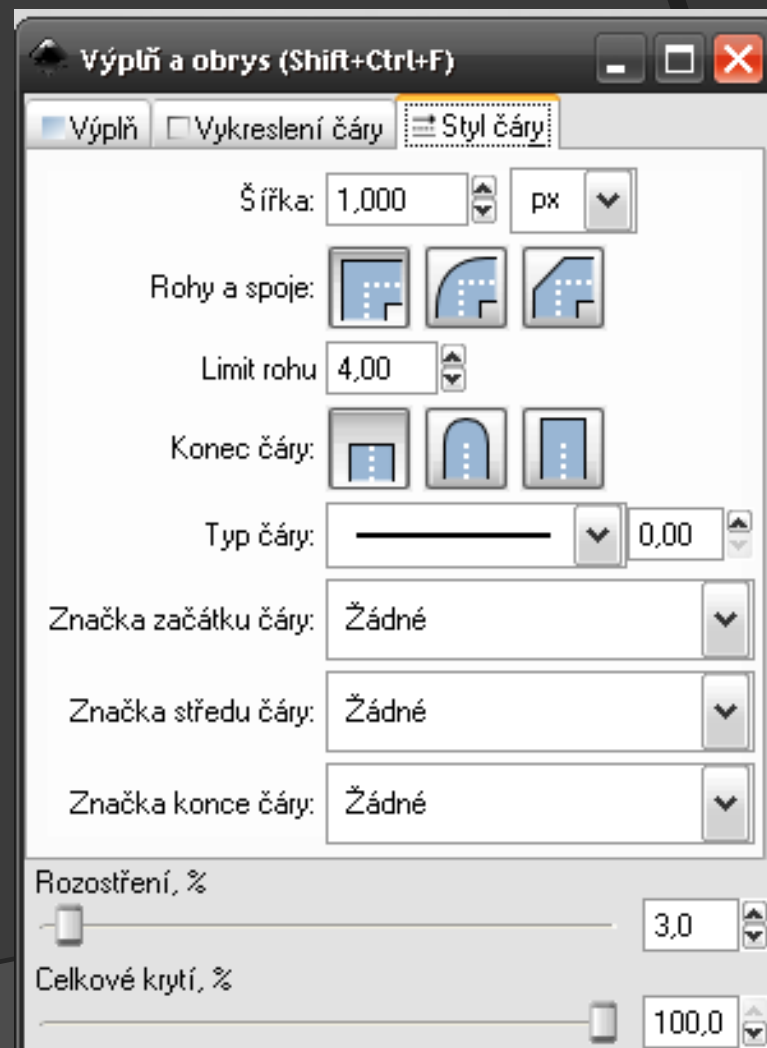 Výplň a obrys (Shift+Ctrl+F)
Výplň Vykreslení čáry Styl čáry
Šířka: 1,000 px
Rohy a spoje:
Limit rohu 4,00
Konec čáry:
Typ čáry: 0,00
Značka začátku čáry: Žádné
Značka středu čáry: Žádné
Značka konce čáry: Žádné
Rozostření, %
3,0
Celkové krytí, %
100,0